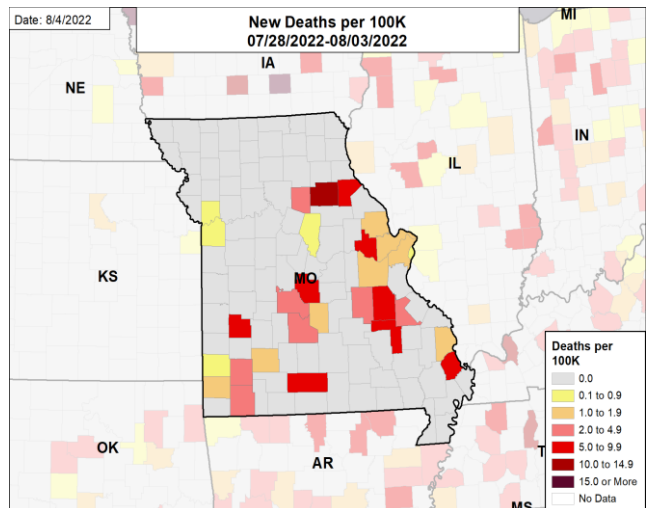 Date: 8/4/2022
New Deaths per 100K
07/28/2022-08/03/2022
MI
IA
NE
IN
IL
KS
MO
Deaths per
100K
0.0
0.1 to 0.9
1.0 to 1.9
2.0 to 4.9
5.0 to 9.9
10.0 to 14.9
15.0 or More
No Data
OK
AR
MS